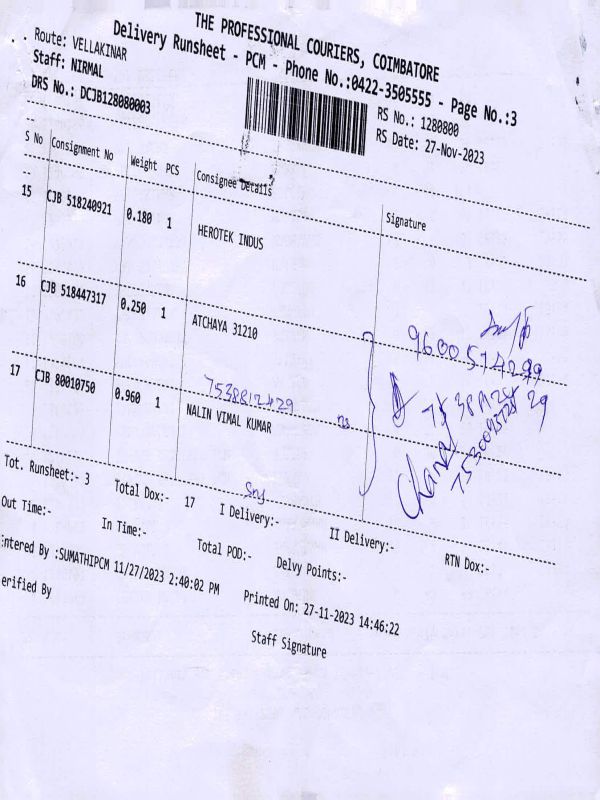 THE PROFESSIONAL COURIERS, COIMBATORE
Delivery Runsheet - PCM - Phone No.:0422-3505555 - Page No.:3
Route: VELLAKINAR
Staff: NIRMAL
DRS No.: DCJB128080003
RS No.: 1280800
RS Date: 27-Nov-2023
S No Consignment No Weight PCS Consignee Details Signature
15 CJB 518240921 0.180 1 HEROTEK INDUS
16 CJB 518447317 0.250 1 ATCHAYA 31210
9600574299
7538812429
17 CJB 80010750 0.960 1 NALIN VIMAL KUMAR
Tot. Runsheet:- 3 Total Dox:- 17 I Delivery:- II Delivery:- RTN Dox:-
Out Time:- In Time:- Total POD:- Delvy Points:-
ntered By :SUMATHIPCM 11/27/2023 2:40:02 PM Printed On: 27-11-2023 14:46:22
erified By
Staff Signature